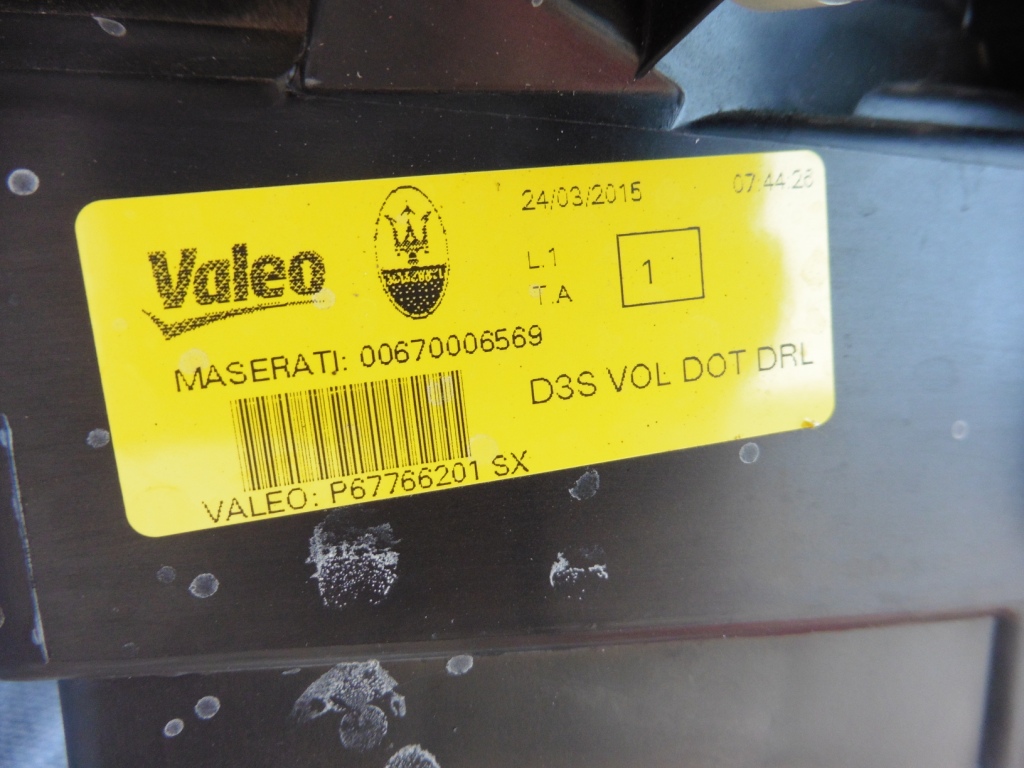 24/03/2015 07:44:28
Valeo
L.1
T.A
1
MASERATI: 00670006569
D3S VOL DOT DRL
VALEO: P67766201 SX